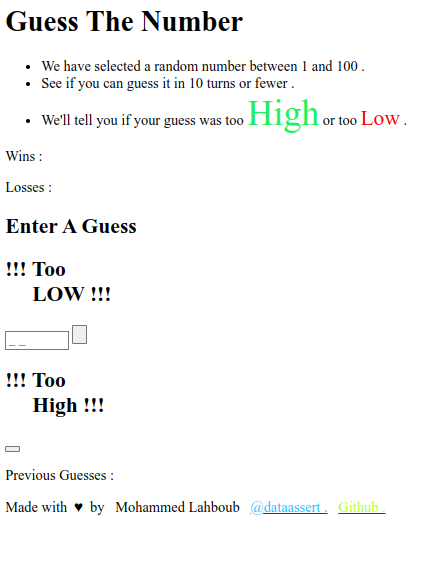 Guess The Number
We have selected a random number between 1 and 100 .
See if you can guess it in 10 turns or fewer .
We'll tell you if your guess was too High or too Low .
Wins :
Losses :
Enter A Guess
!!! Too
LOW !!!
_ _
!!! Too
High !!!
Previous Guesses :
Made with ♥ by Mohammed Lahboub @dataassert . Github .